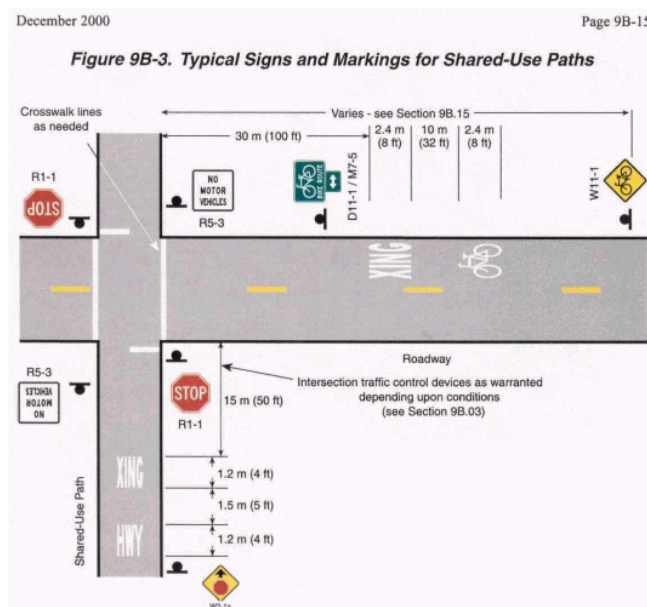 December 2000
Page 9B-15
Figure 9B-3. Typical Signs and Markings for Shared-Use Paths
Crosswalk lines
as needed
Varies - see Section 9B.15
30 m (100 ft)
2.4 m
(8 ft)
10 m
(32 ft)
2.4 m
(8 ft)
R1-1
STOP
NO
MOTOR
VEHICLES
R5-3
BIKE ROUTE
D11-1 / M7-5
W11-1
XING
Roadway
R5-3
NO
MOTOR
VEHICLES
STOP
R1-1
15 m (50 ft)
Intersection traffic control devices as warranted
depending upon conditions
(see Section 9B.03)
XING
1.2 m (4 ft)
1.5 m (5 ft)
HWY
1.2 m (4 ft)
Shared-Use Path